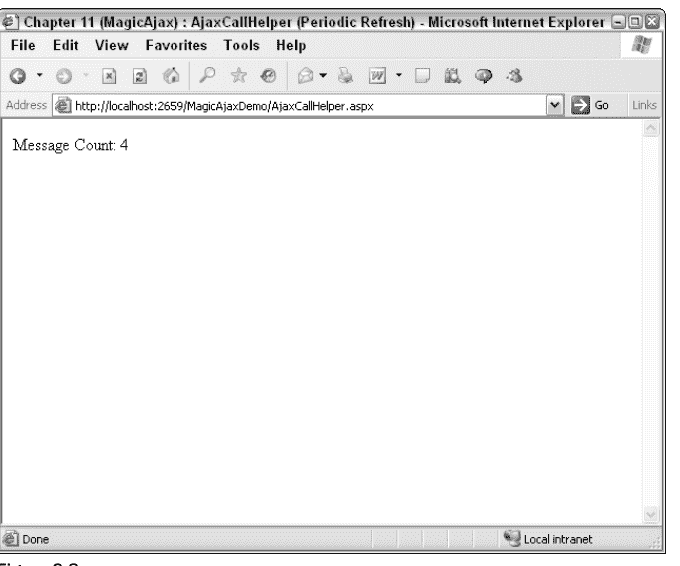 Chapter 11 (MagicAjax) : AjaxCallHelper (Periodic Refresh) - Microsoft Internet Explorer
File Edit View Favorites Tools Help
Address http://localhost:2659/MagicAjaxDemo/AjaxCallHelper.aspx Go Links
Message Count: 4
Done Local intranet